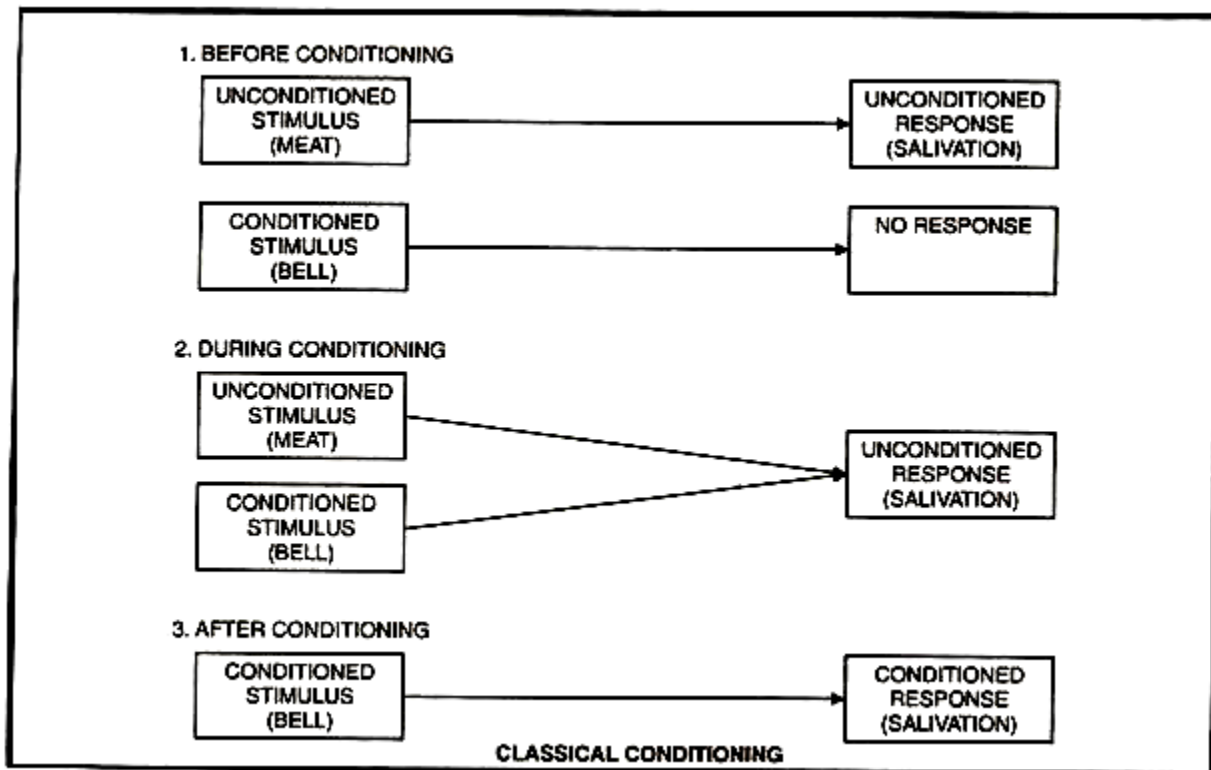 1. BEFORE CONDITIONING
UNCONDITIONED
STIMULUS
(MEAT)
UNCONDITIONED
RESPONSE
(SALIVATION)
CONDITIONED
STIMULUS
(BELL)
NO RESPONSE
2. DURING CONDITIONING
UNCONDITIONED
STIMULUS
(MEAT)
CONDITIONED
STIMULUS
(BELL)
UNCONDITIONED
RESPONSE
(SALIVATION)
3. AFTER CONDITIONING
CONDITIONED
STIMULUS
(BELL)
CONDITIONED
RESPONSE
(SALIVATION)
CLASSICAL CONDITIONING